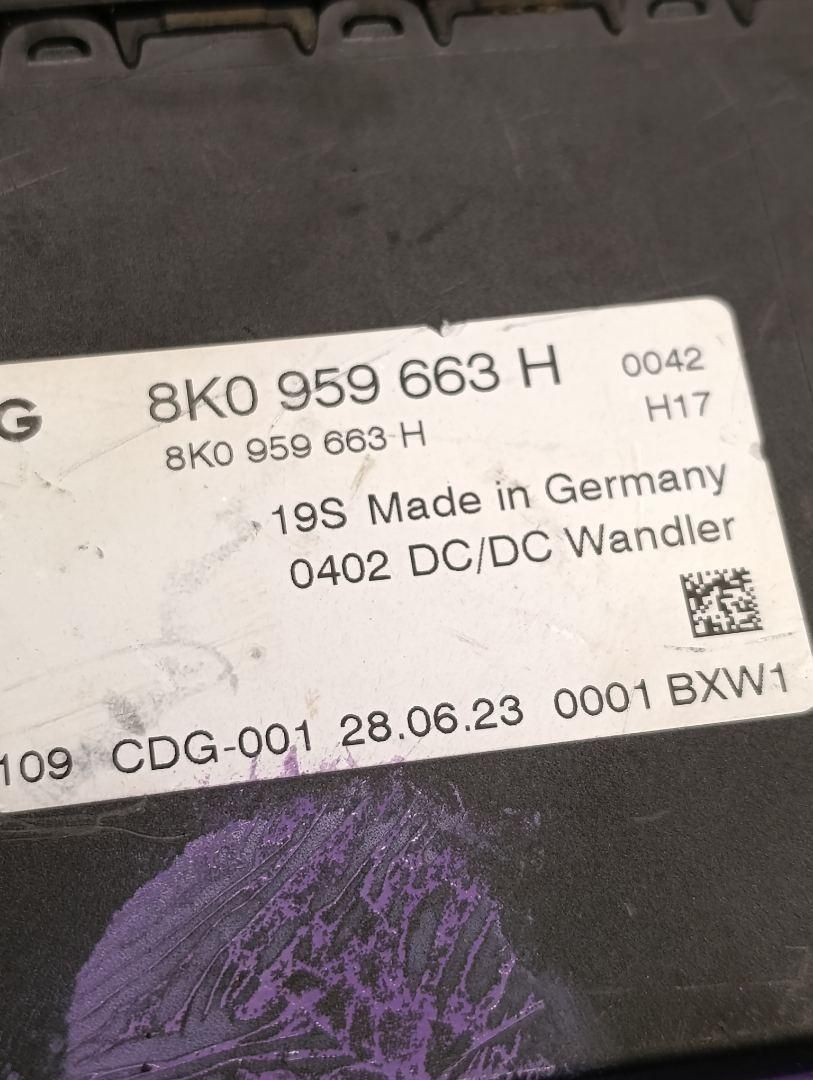 G
8K0 959 663 H 0042
8K0 959 663 H H17
19S Made in Germany
0402 DC/DC Wandler
109 CDG-001 28.06.23 0001 BXW1